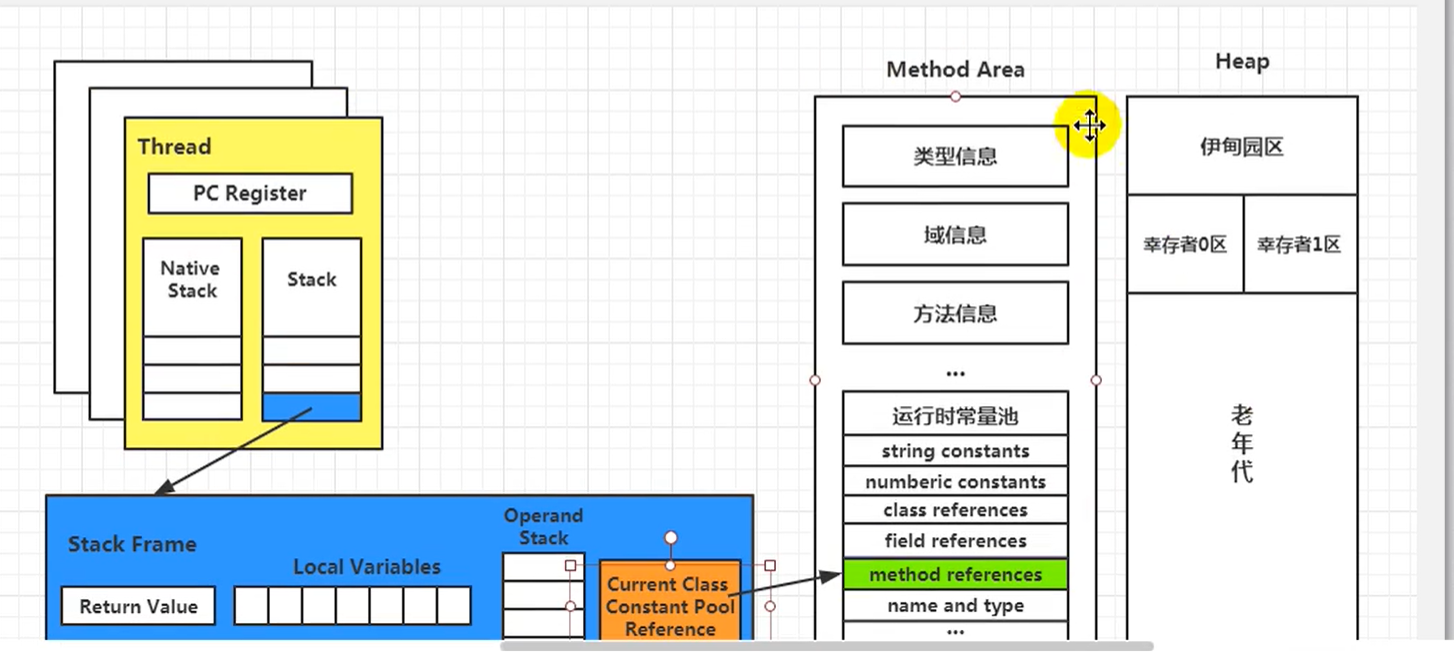 Thread
PC Register
Native
Stack
Stack
Stack Frame
Return Value
Local Variables
Operand
Stack
Current Class
Constant Pool
Reference
Method Area
类型信息
域信息
方法信息
...
运行时常量池
string constants
numberic constants
class references
field references
method references
name and type
...
Heap
伊甸园区
幸存者0区
幸存者1区
老
年
代